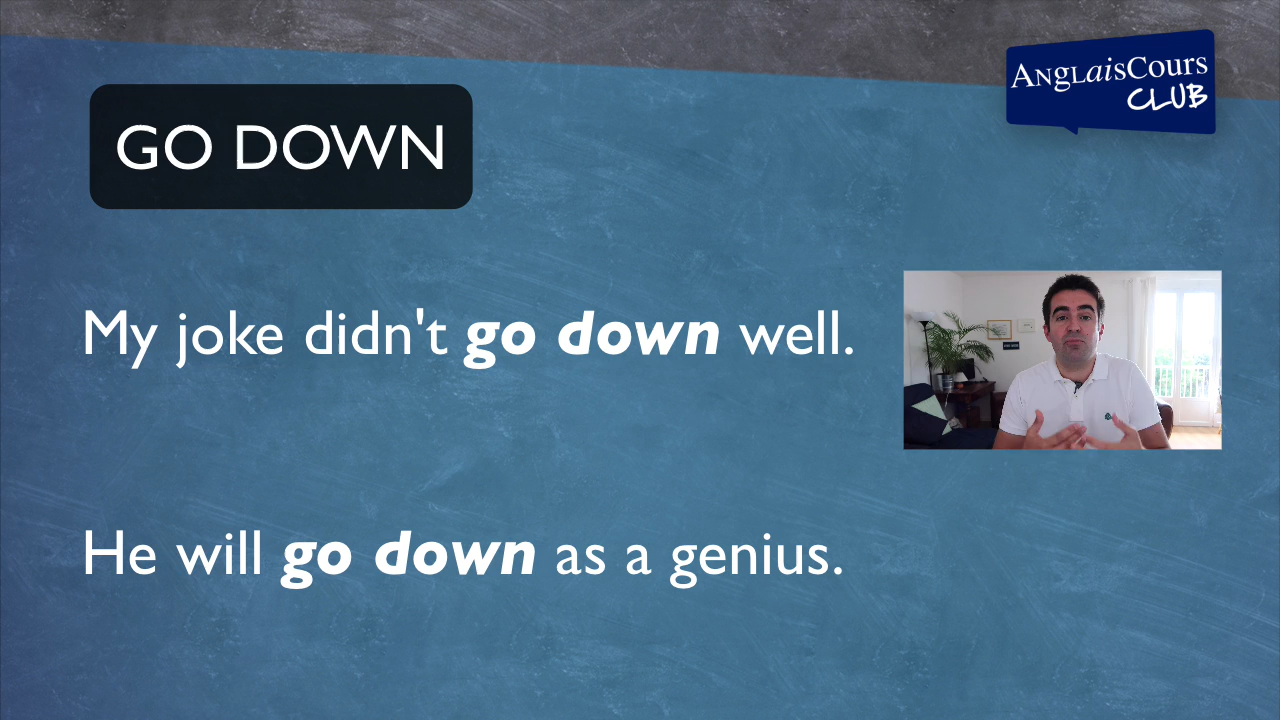 AnglaisCours
CLUB
GO DOWN
My joke didn't go down well.
He will go down as a genius.